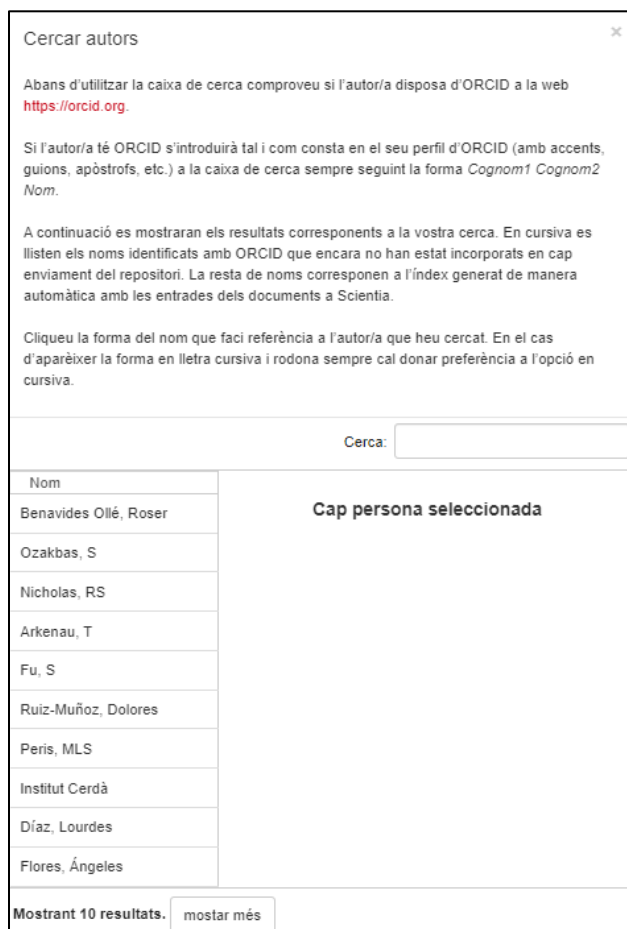 Cercar autors
×
Abans d'utilitzar la caixa de cerca comproveu si l'autor/a disposa d'ORCID a la web
https://orcid.org.
Si l'autor/a té ORCID s'introduirà tal i com consta en el seu perfil d'ORCID (amb accents,
guions, apòstrofs, etc.) a la caixa de cerca sempre seguint la forma Cognom1 Cognom2
Nom.
A continuació es mostraran els resultats corresponents a la vostra cerca. En cursiva es
llisten els noms identificats amb ORCID que encara no han estat incorporats en cap
enviament del repositori. La resta de noms corresponen a l'índex generat de manera
automàtica amb les entrades dels documents a Scientia.
Cliqueu la forma del nom que faci referència a l'autor/a que heu cercat. En el cas
d'aparèixer la forma en lletra cursiva i rodona sempre cal donar preferència a l'opció en
cursiva.
Cerca:
Nom
Benavides Ollé, Roser
Ozakbas, S
Nicholas, RS
Arkenau, T
Fu, S
Ruiz-Muñoz, Dolores
Peris, MLS
Institut Cerdà
Díaz, Lourdes
Flores, Ángeles
Cap persona seleccionada
Mostrant 10 resultats. mostar més